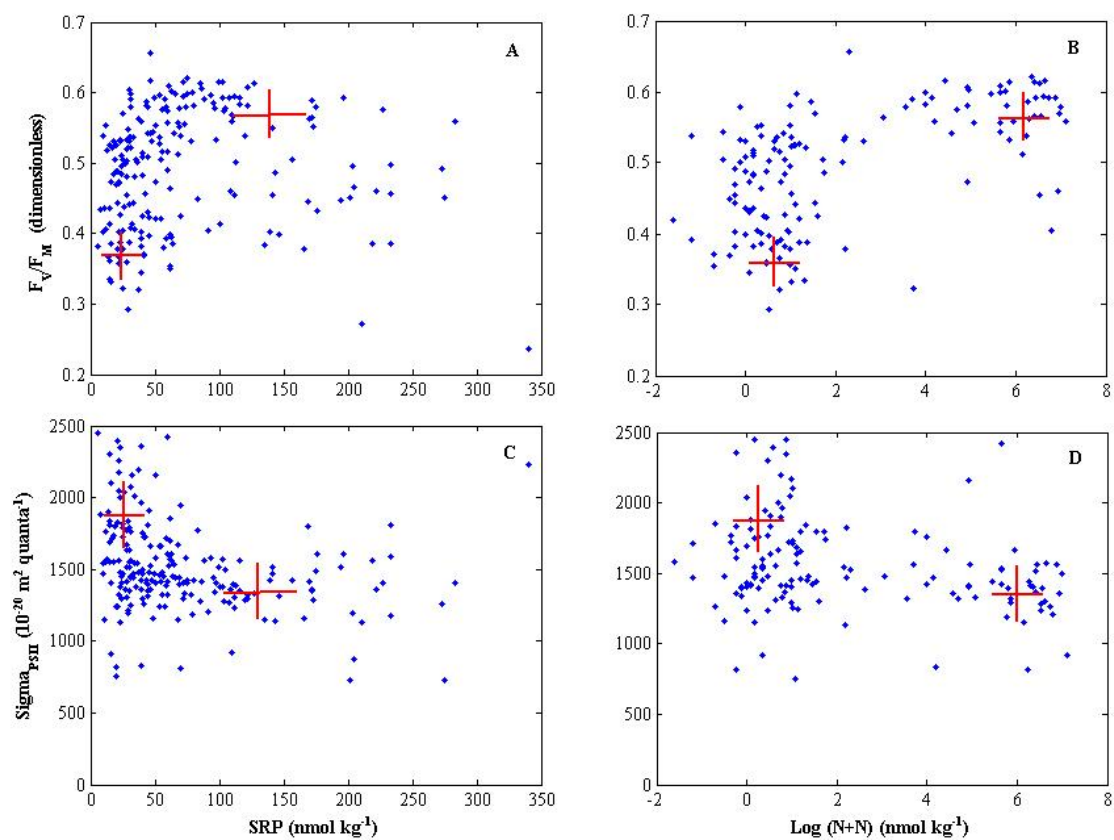 0.7
0.6
0.5
0.4
0.3
0.2
0 50 100 150 200 250 300 350
A
F_V/F_M (dimensionless)
0.7
0.6
0.5
0.4
0.3
0.2
-2 0 2 4 6 8
B
2500
2000
1500
1000
500
0
0 50 100 150 200 250 300 350
C
Sigma_PSII (10^-20 m^2 quanta^-1)
SRP (nmol kg^-1)
2500
2000
1500
1000
500
0
-2 0 2 4 6 8
D
Log (N+N) (nmol kg^-1)